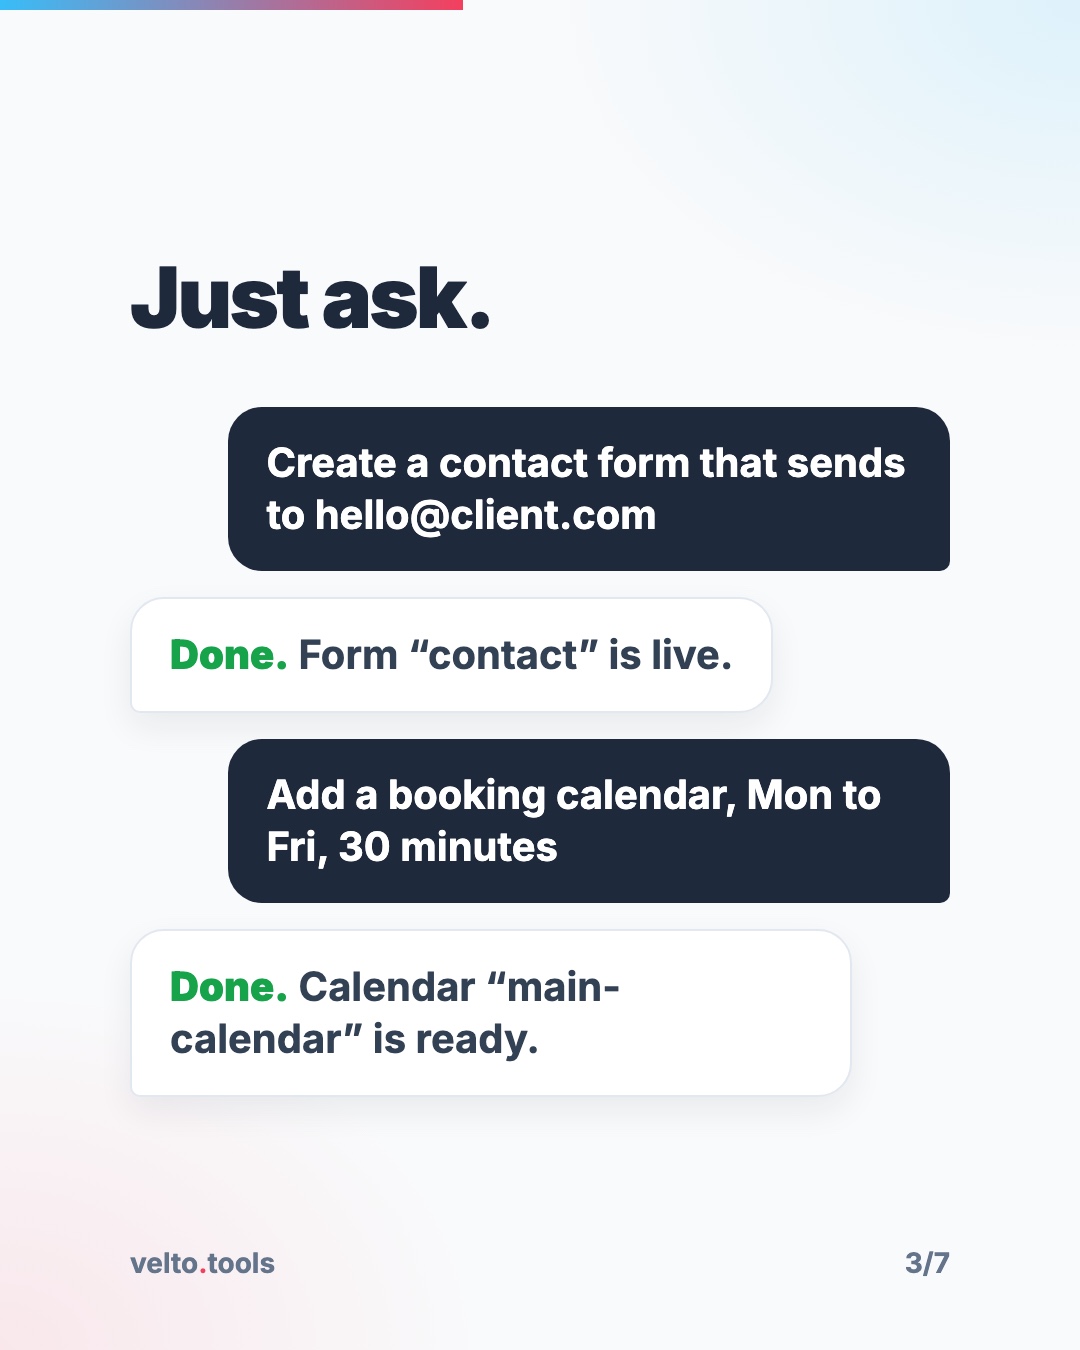 Just ask.
Create a contact form that sends
to hello@client.com
Done. Form “contact” is live.
Add a booking calendar, Mon to
Fri, 30 minutes
Done. Calendar “main-
calendar” is ready.
velto.tools
3/7